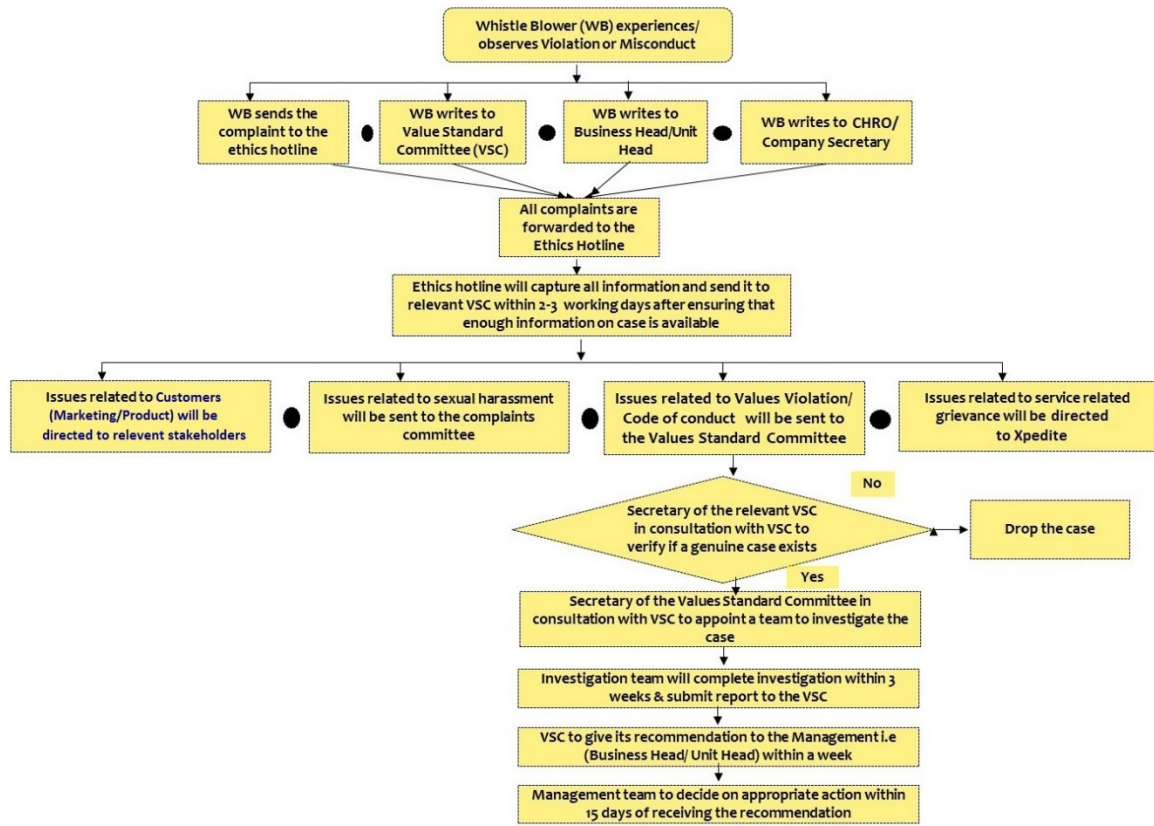 Whistle Blower (WB) experiences/
observes Violation or Misconduct
WB sends the
complaint to the
ethics hotline
WB writes to
Value Standard
Committee (VSC)
WB writes to
Business Head/Unit
Head
WB writes to CHRO/
Company Secretary
All complaints are
forwarded to the
Ethics Hotline
Ethics hotline will capture all information and send it to
relevant VSC within 2-3 working days after ensuring that
enough information on case is available
Issues related to Customers
(Marketing/Product) will be
directed to relevent stakeholders
Issues related to sexual harassment
will be sent to the complaints
committee
Issues related to Values Violation/
Code of conduct will be sent to
the Values Standard Committee
Issues related to service related
grievance will be directed
to Xpedite
No
Secretary of the relevant VSC
in consultation with VSC to
verify if a genuine case exists
Drop the case
Yes
Secretary of the Values Standard Committee in
consultation with VSC to appoint a team to investigate the
case
Investigation team will complete investigation within 3
weeks & submit report to the VSC
VSC to give its recommendation to the Management i.e
(Business Head/ Unit Head) within a week
Management team to decide on appropriate action within
15 days of receiving the recommendation